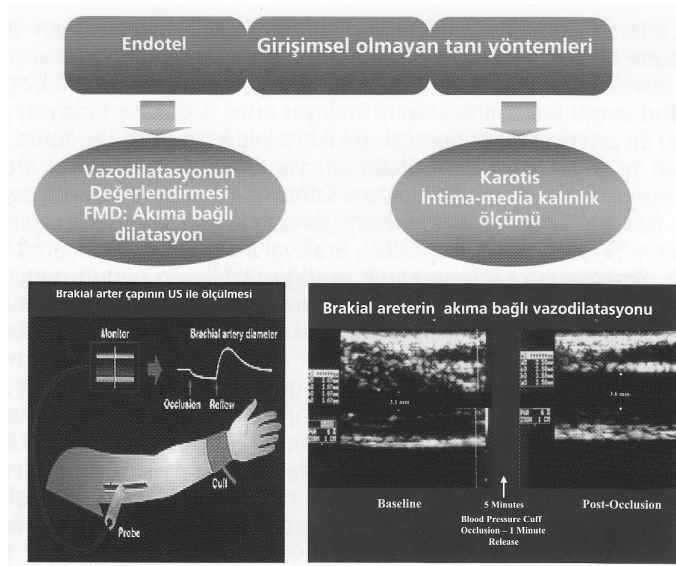 Endotel
Girişimsel olmayan tanı yöntemleri
Vazodilatasyonun
Değerlendirmesi
FMD: Akıma bağlı
dilatasyon
Karotis
İntima-media kalınlık
ölçümü
Brakial arter çapının US ile ölçülmesi
Monitor
Brachial artery diameter
Occlusion
Reflow
Cuff
Probe
Brakial areterin akıma bağlı vazodilatasyonu
3.1 mm
3.6 mm
Baseline
5 Minutes
Blood Pressure Cuff
Occlusion – 1 Minute
Release
Post-Occlusion